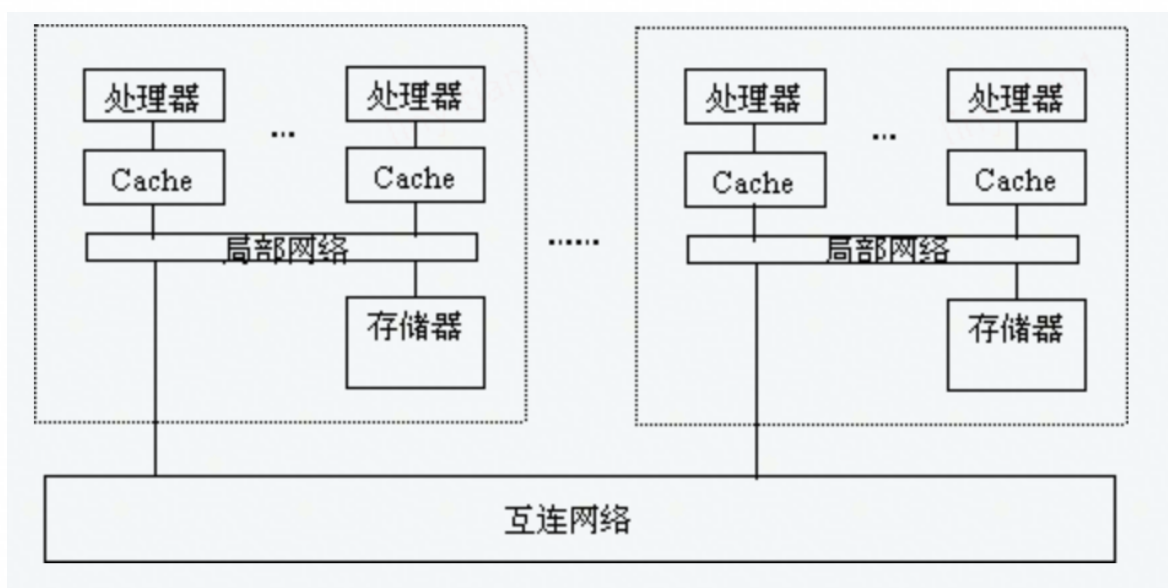 处理器
处理器
处理器
处理器
...
...
Cache
Cache
Cache
Cache
局部网络
......
局部网络
存储器
存储器
互连网络